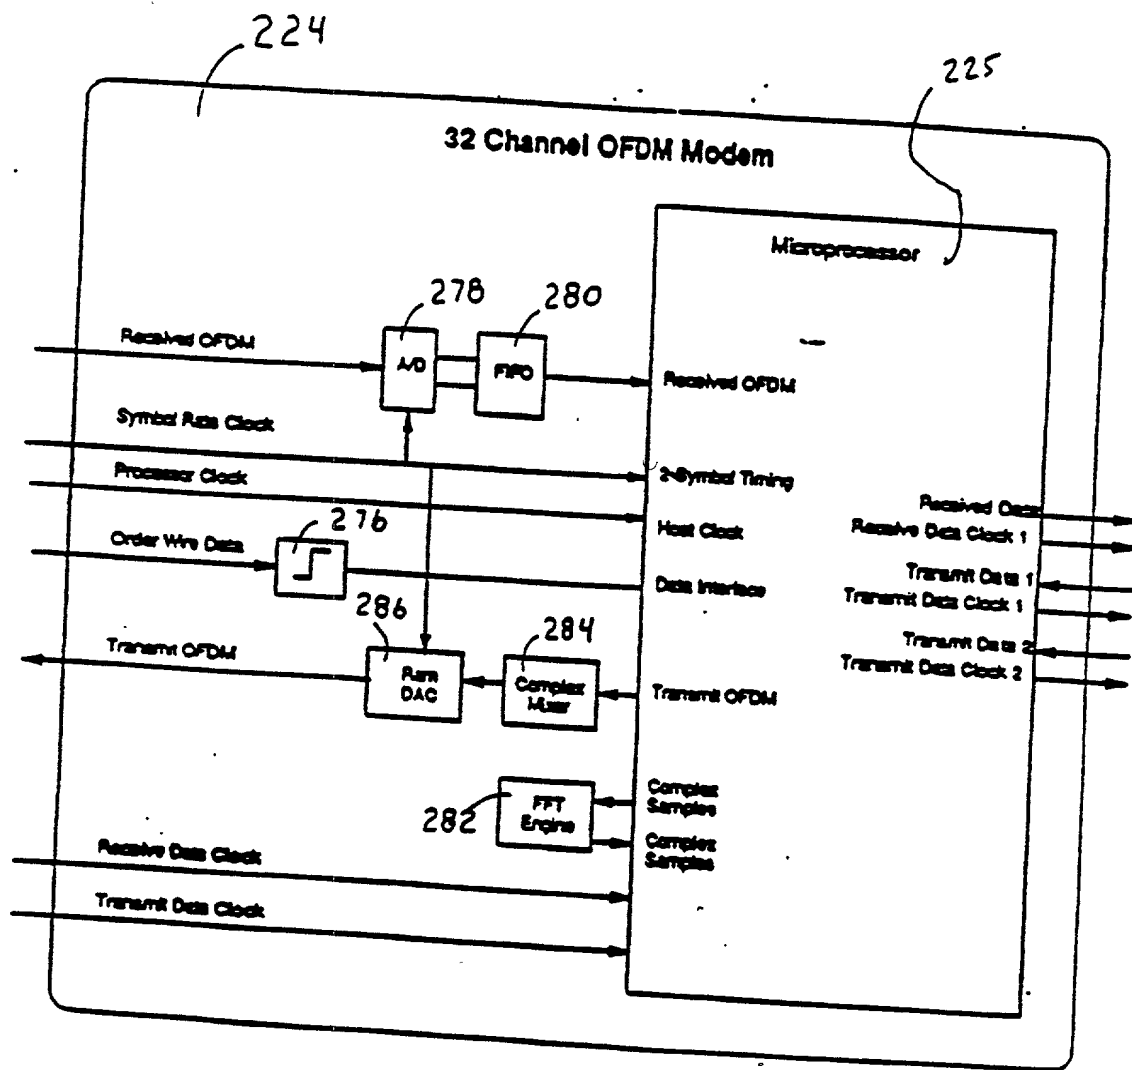 224
225
32 Channel OFDM Modem
Microprocessor
278
280
Received OFDM
A/D
FIFO
Received OFDM
Symbol Rate Clock
2-Symbol Timing
Processor Clock
Host Clock
Received Data
Receive Data Clock 1
276
Order Wire Data
Data Interface
Transmit Data 1
Transmit Data Clock 1
286
284
Transmit OFDM
Ram
DAC
Complex
Mixer
Transmit OFDM
Transmit Data 2
Transmit Data Clock 2
282
FFT
Engine
Complex
Samples
Complex
Samples
Receive Data Clock
Transmit Data Clock